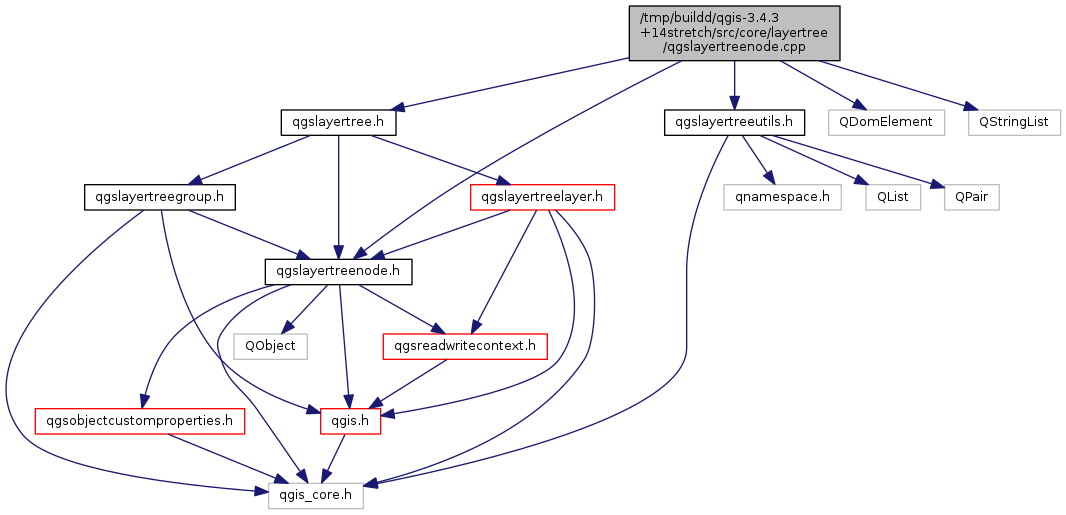 /tmp/buildd/qgis-3.4.3
+14stretch/src/core/layertree
/qgslayertreenode.cpp
qgslayertree.h
qgslayertreeutils.h
QDomElement
QStringList
qgslayertreegroup.h
qgslayertreelayer.h
qnamespace.h
QList
QPair
qgslayertreenode.h
QObject
qgsreadwritecontext.h
qgsobjectcustomproperties.h
qgis.h
qgis_core.h